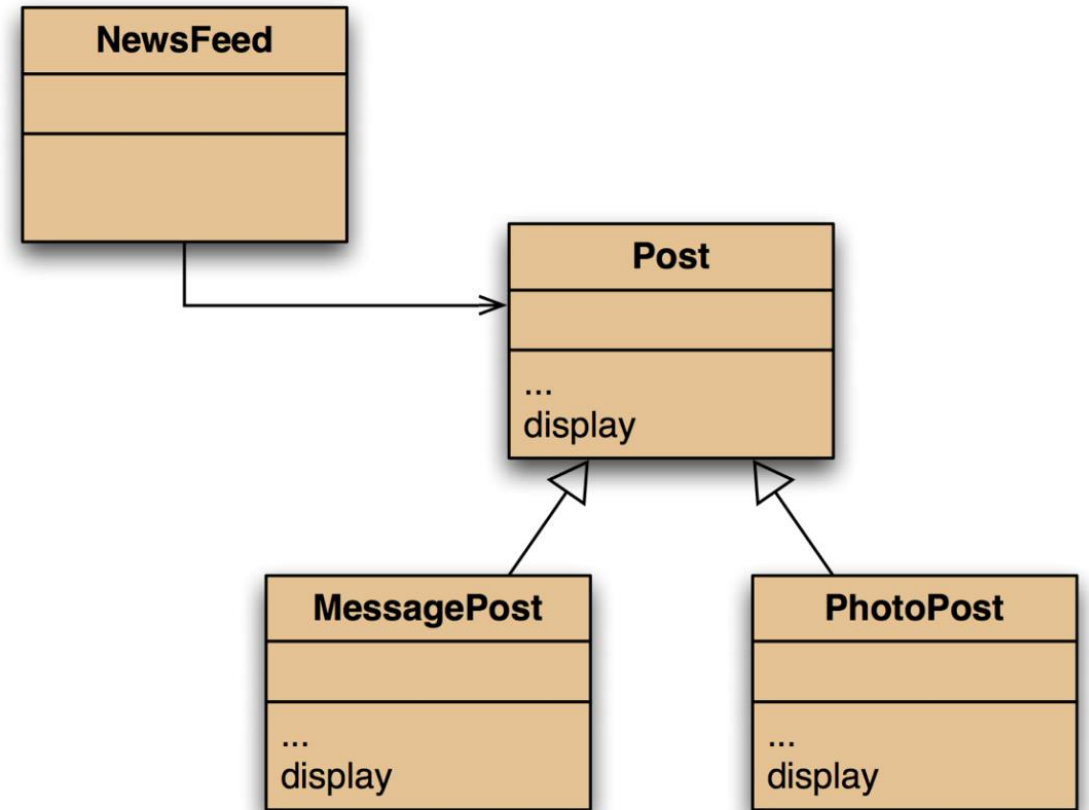 NewsFeed
Post
...
display
MessagePost
...
display
PhotoPost
...
display